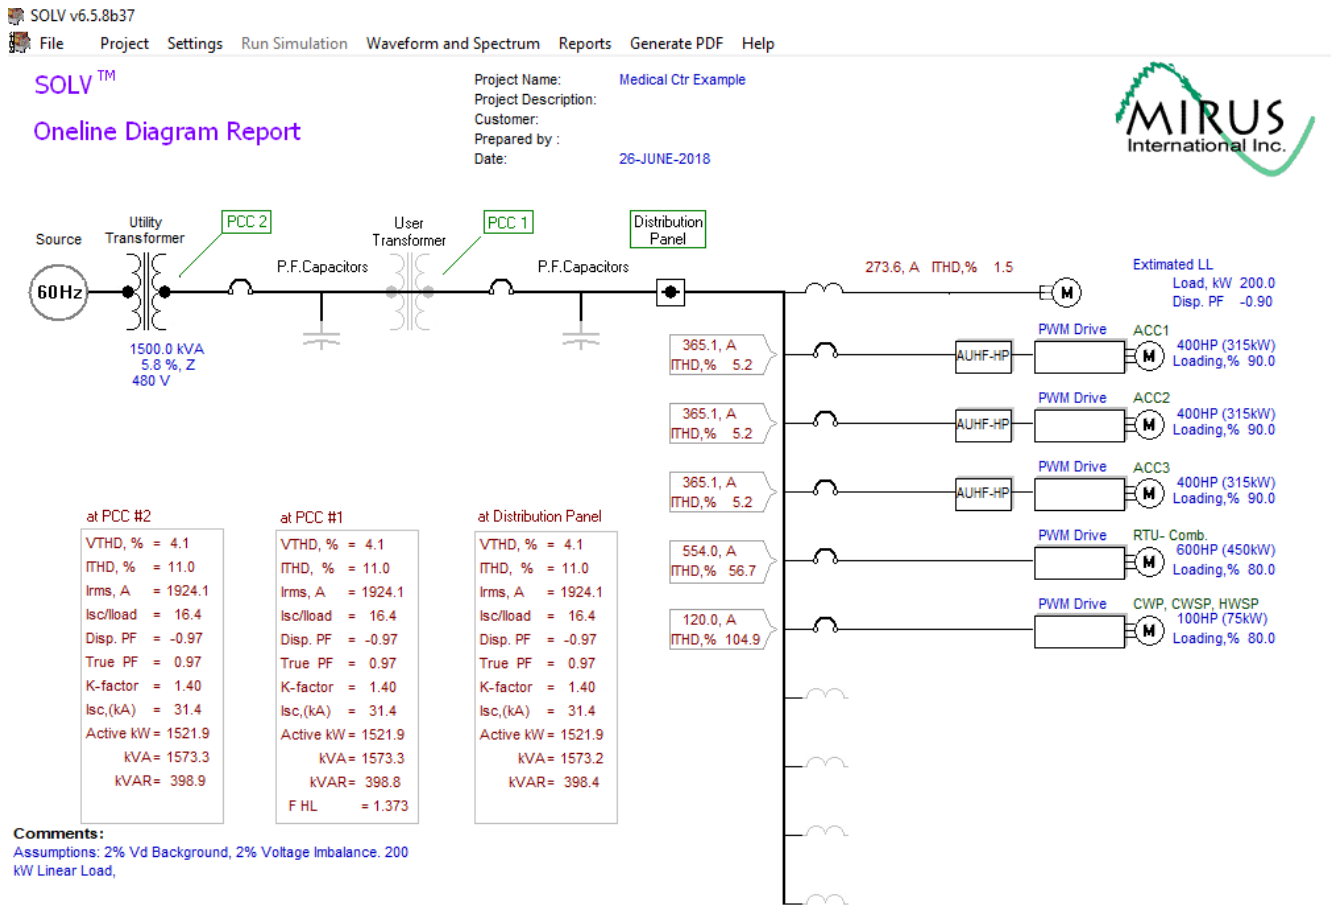 SOLV v6.5.8b37
File Project Settings Run Simulation Waveform and Spectrum Reports Generate PDF Help
SOLV™
Oneline Diagram Report
Project Name: Medical Ctr Example
Project Description:
Customer:
Prepared by :
Date: 26-JUNE-2018
MIRUS
International Inc.
Source
60Hz
Utility
Transformer
1500.0 kVA
5.8 %, Z
480 V
PCC 2
P.F.Capacitors
User
Transformer
PCC 1
P.F.Capacitors
Distribution
Panel
273.6, A ITHD,% 1.5
M
Extimated LL
Load, kW 200.0
Disp. PF -0.90
365.1, A
ITHD,% 5.2
AUHF-HP
PWM Drive
M
ACC1
400HP (315kW)
Loading,% 90.0
365.1, A
ITHD,% 5.2
AUHF-HP
PWM Drive
M
ACC2
400HP (315kW)
Loading,% 90.0
365.1, A
ITHD,% 5.2
AUHF-HP
PWM Drive
M
ACC3
400HP (315kW)
Loading,% 90.0
554.0, A
ITHD,% 56.7
PWM Drive
M
RTU- Comb.
600HP (450kW)
Loading,% 80.0
120.0, A
ITHD,% 104.9
PWM Drive
M
CWP, CWSP, HWSP
100HP (75kW)
Loading,% 80.0
at PCC #2
VTHD, % = 4.1
ITHD, % = 11.0
Irms, A = 1924.1
Isc/Iload = 16.4
Disp. PF = -0.97
True PF = 0.97
K-factor = 1.40
Isc,(kA) = 31.4
Active kW = 1521.9
kVA= 1573.3
kVAR= 398.9
at PCC #1
VTHD, % = 4.1
ITHD, % = 11.0
Irms, A = 1924.1
Isc/Iload = 16.4
Disp. PF = -0.97
True PF = 0.97
K-factor = 1.40
Isc,(kA) = 31.4
Active kW = 1521.9
kVA= 1573.3
kVAR= 398.8
F HL = 1.373
at Distribution Panel
VTHD, % = 4.1
ITHD, % = 11.0
Irms, A = 1924.1
Isc/Iload = 16.4
Disp. PF = -0.97
True PF = 0.97
K-factor = 1.40
Isc,(kA) = 31.4
Active kW = 1521.9
kVA= 1573.2
kVAR= 398.4
Comments:
Assumptions: 2% Vd Background, 2% Voltage Imbalance. 200
kW Linear Load,